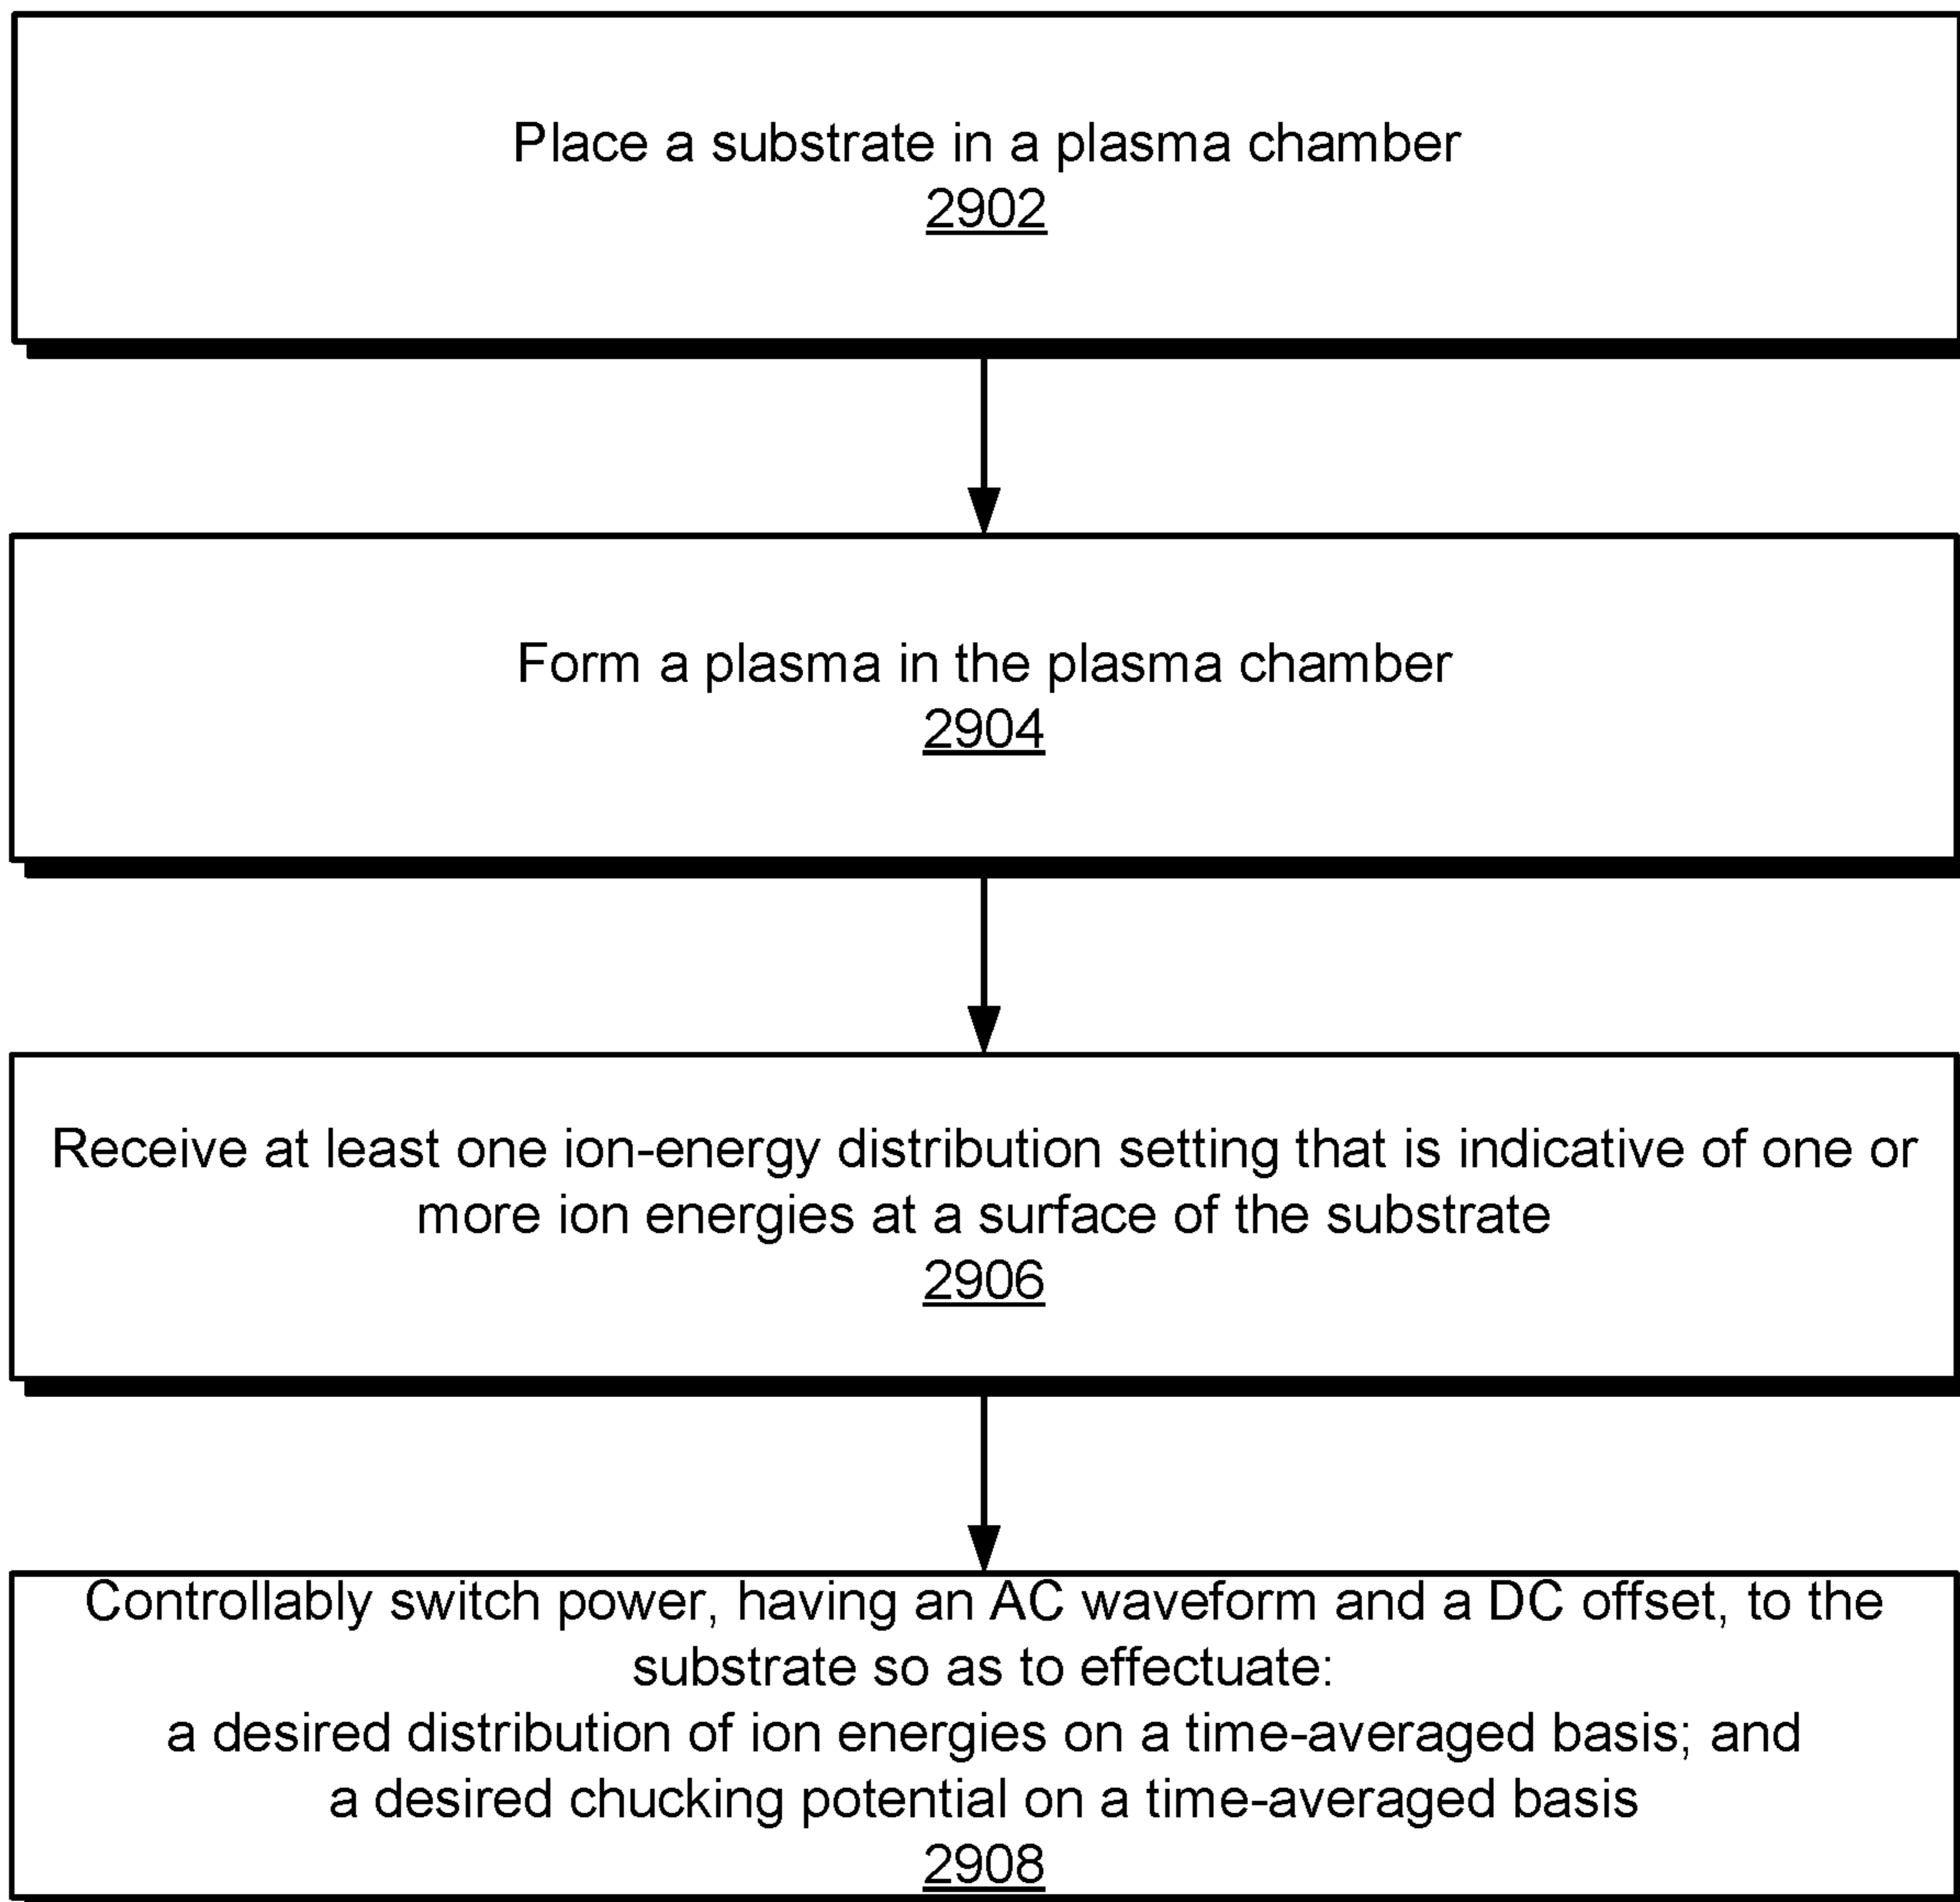 Place a substrate in a plasma chamber
2902
Form a plasma in the plasma chamber
2904
Receive at least one ion-energy distribution setting that is indicative of one or
more ion energies at a surface of the substrate
2906
Controllably switch power, having an AC waveform and a DC offset, to the
substrate so as to effectuate:
a desired distribution of ion energies on a time-averaged basis; and
a desired chucking potential on a time-averaged basis
2908